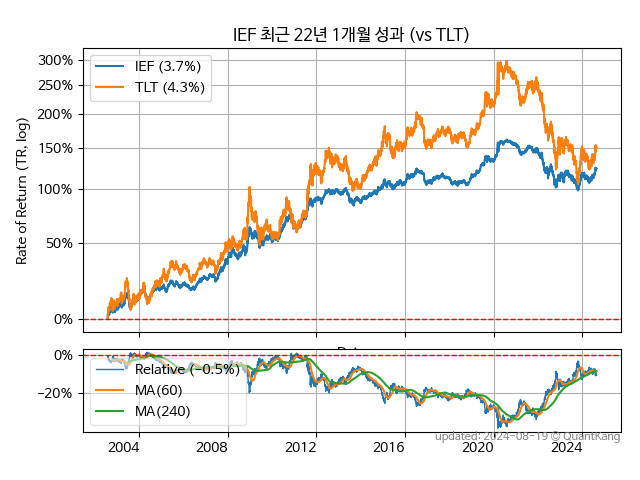 IEF 최근 22년 1개월 성과 (vs TLT)
Rate of Return (TR, log)
300%
250%
200%
150%
100%
50%
0%
IEF (3.7%)
TLT (4.3%)
0%
−20%
Relative (−0.5%)
MA(60)
MA(240)
2004 2008 2012 2016 2020 2024
updated: 2024-08-19 © QuantKang